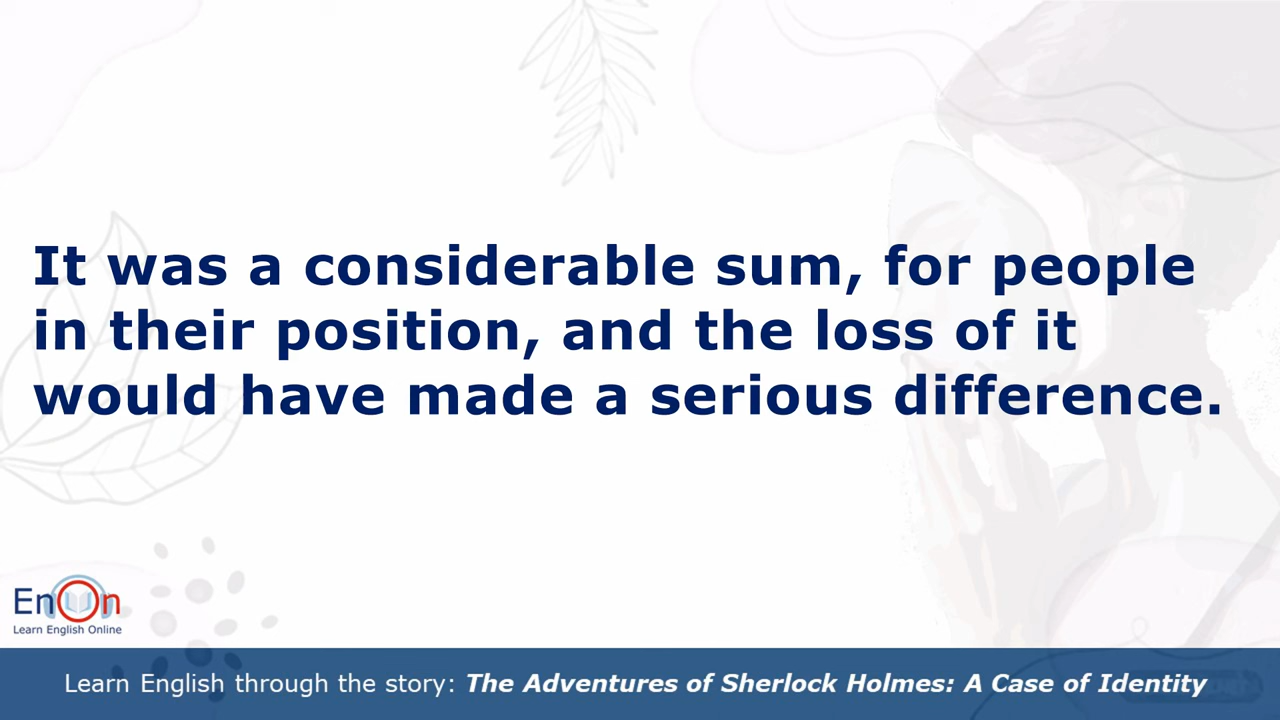 It was a considerable sum, for people
in their position, and the loss of it
would have made a serious difference.
EnOn
Learn English Online
Learn English through the story: The Adventures of Sherlock Holmes: A Case of Identity